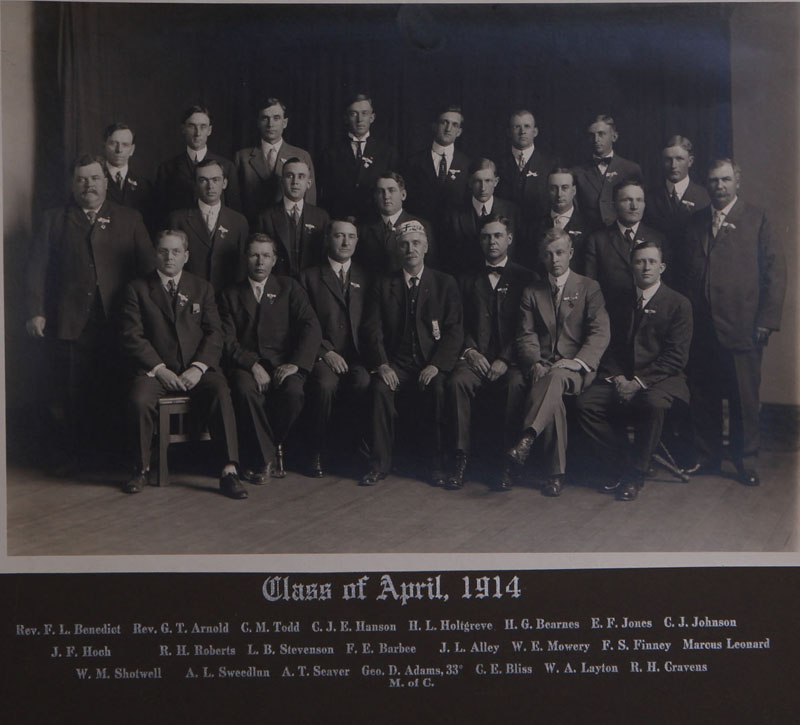 Class of April, 1914
Rev. F. L. Benedict Rev. G. T. Arnold C. M. Todd C. J. E. Hanson H. L. Holtgreve H. G. Bearnes E. F. Jones C. J. Johnson
J. F. Hoch R. H. Roberts L. B. Stevenson F. E. Barbee J. L. Alley W. E. Mowery F. S. Finney Marcus Leonard
W. M. Shotwell A. L. Sweedlun A. T. Seaver Geo. D. Adams, 33° C. E. Bliss W. A. Layton R. H. Cravens
M. of C.